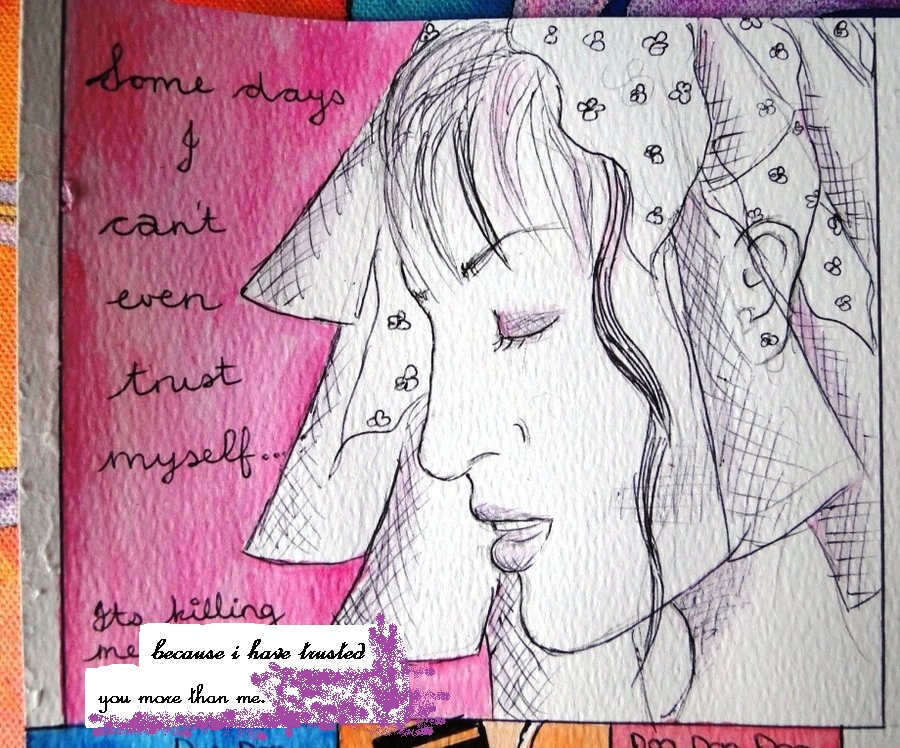 Some days
I
can't
even
trust
myself...
Its killing
me
because i have trusted
you more than me.